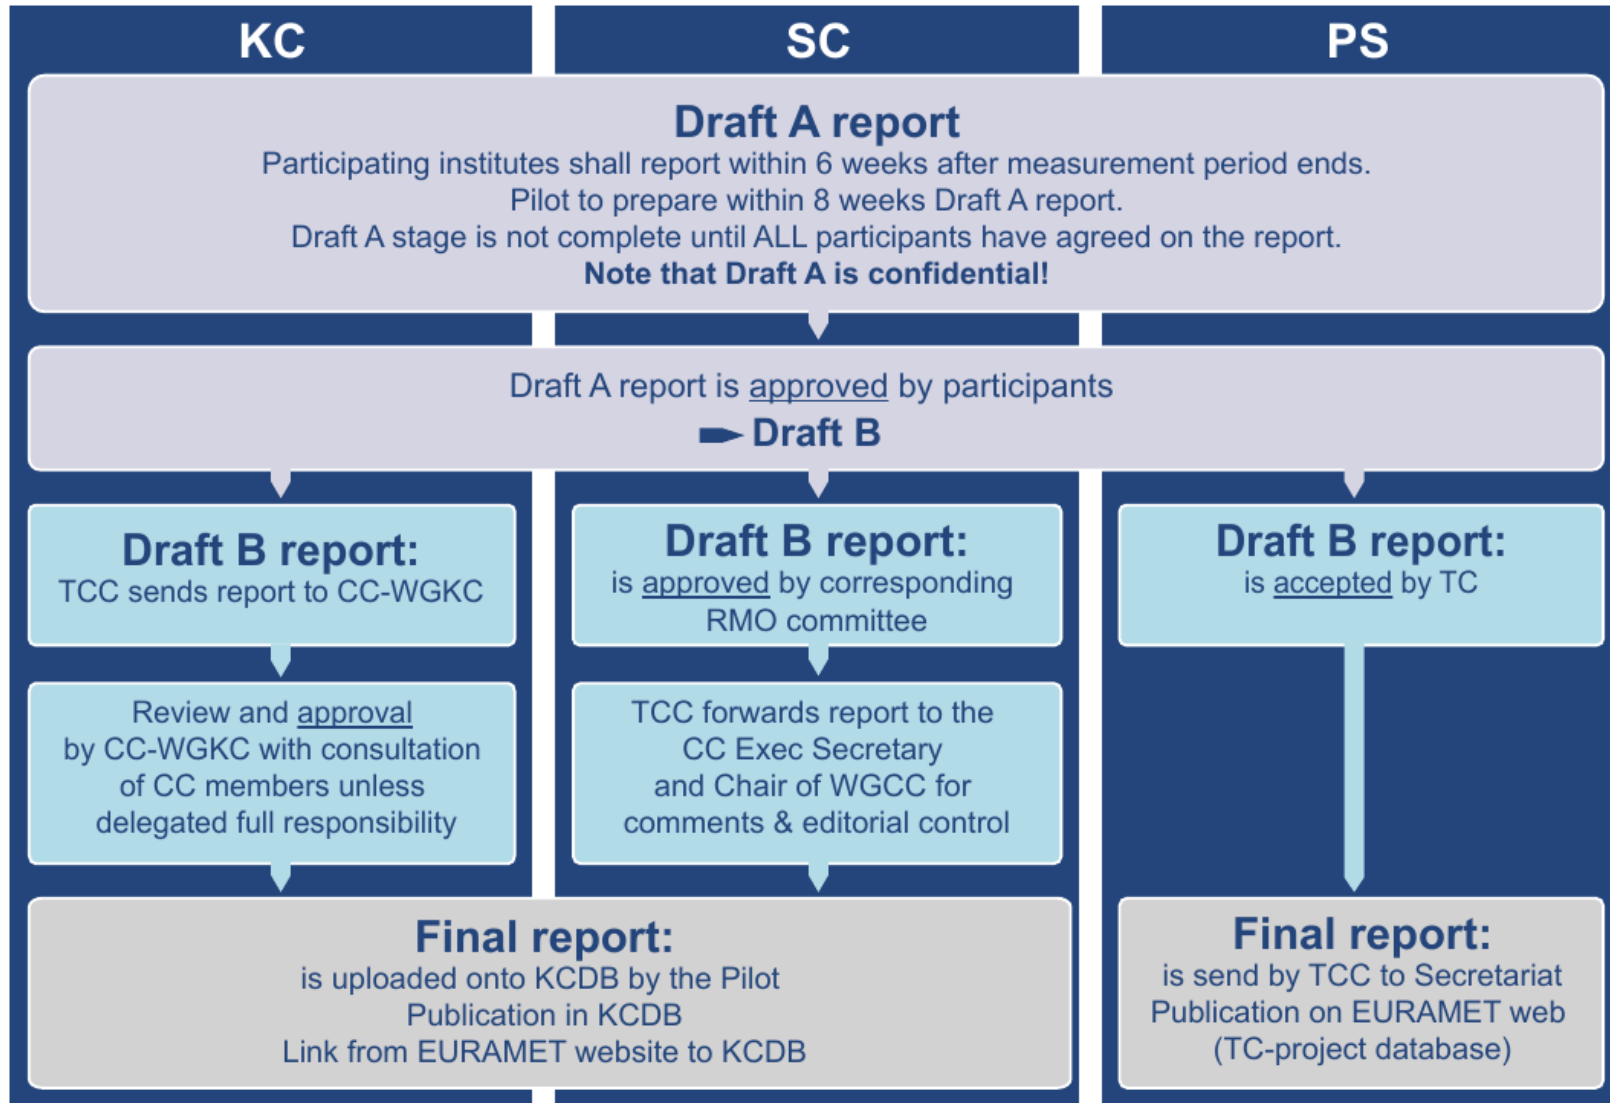 KC
SC
PS
Draft A report
Participating institutes shall report within 6 weeks after measurement period ends.
Pilot to prepare within 8 weeks Draft A report.
Draft A stage is not complete until ALL participants have agreed on the report.
Note that Draft A is confidential!
Draft A report is approved by participants
Draft B
Draft B report:
TCC sends report to CC-WGKC
Review and approval
by CC-WGKC with consultation
of CC members unless
delegated full responsibility
Draft B report:
is approved by corresponding
RMO committee
TCC forwards report to the
CC Exec Secretary
and Chair of WGCC for
comments & editorial control
Draft B report:
is accepted by TC
Final report:
is uploaded onto KCDB by the Pilot
Publication in KCDB
Link from EURAMET website to KCDB
Final report:
is send by TCC to Secretariat
Publication on EURAMET web
(TC-project database)